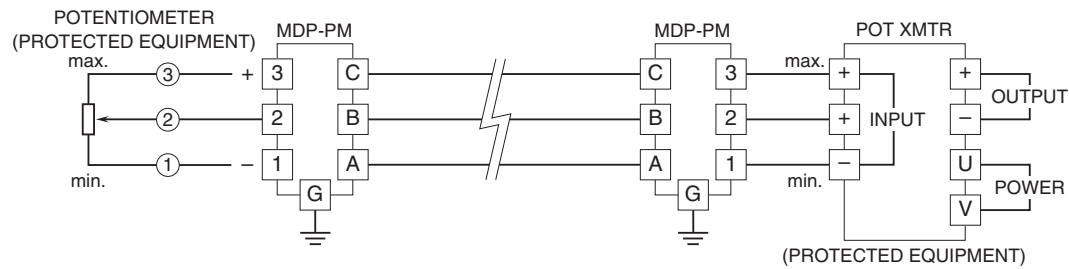 POTENTIOMETER
(PROTECTED EQUIPMENT)
MDP-PM
MDP-PM
POT XMTR
max.
3
+
3
C
C
3
max.
+
+
OUTPUT
2
2
B
B
2
+
INPUT
–
1
–
1
A
A
1
–
U
min.
min.
POWER
G
G
V
(PROTECTED EQUIPMENT)